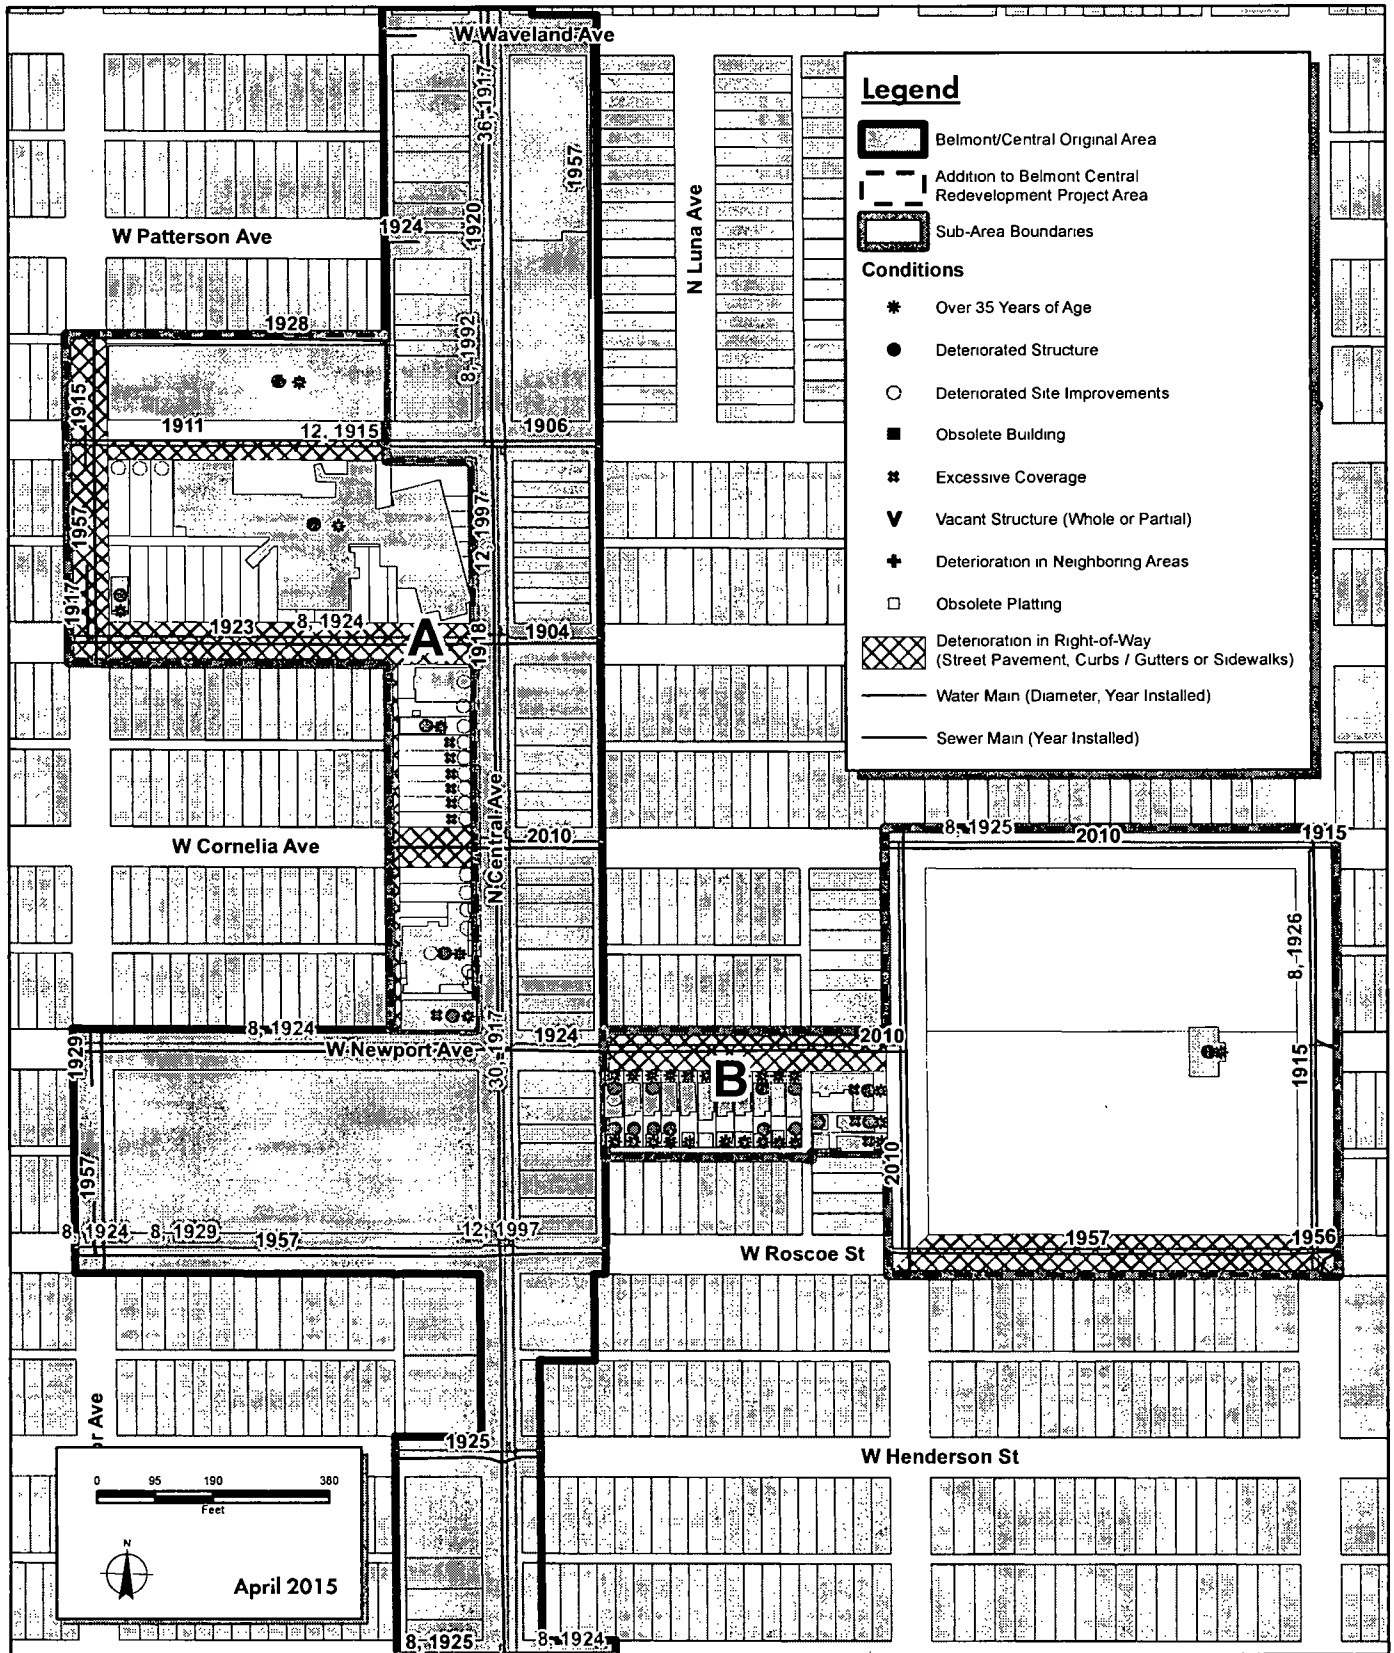 W Waveland Ave
36, 1917
1957
N Luna Ave
1924
1920
W Patterson Ave
8, 1992
1928
1915
1911
12, 1915
1906
1957
12, 1997
1917
1923
8, 1924
A
1918
1904
N Central Ave
W Cornelia Ave
2010
8, 1925
2010
1915
8, 1926
1915
8, 1924
1929
W Newport Ave
30, 1917
1924
2010
B
2010
1957
8, 1924
8, 1929
1957
12, 1997
W Roscoe St
1957
1956
1925
W Henderson St
or Ave
8, 1925
8, 1924
Legend
Belmont/Central Original Area
Addition to Belmont Central
Redevelopment Project Area
Sub-Area Boundaries
Conditions
Over 35 Years of Age
Deteriorated Structure
Deteriorated Site Improvements
Obsolete Building
Excessive Coverage
V Vacant Structure (Whole or Partial)
Deterioration in Neighboring Areas
Obsolete Platting
Deterioration in Right-of-Way
(Street Pavement, Curbs / Gutters or Sidewalks)
Water Main (Diameter, Year Installed)
Sewer Main (Year Installed)
0 95 190 380
Feet
N
April 2015